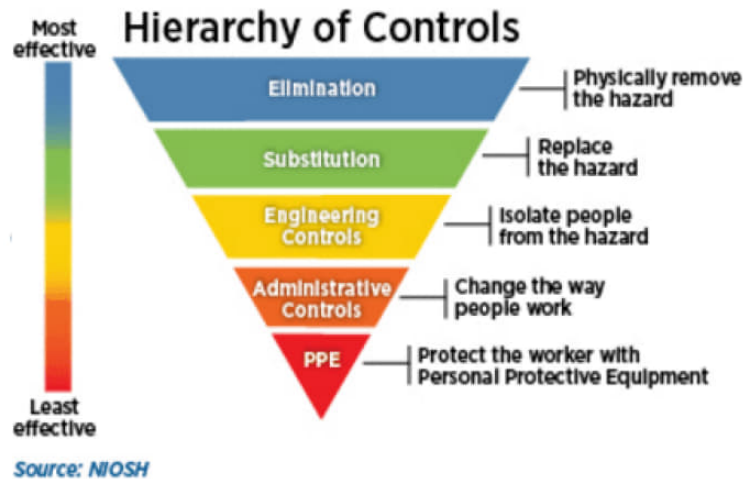 Hierarchy of Controls
Most
effective
Elimination
Physically remove
the hazard
Substitution
Replace
the hazard
Engineering
Controls
Isolate people
from the hazard
Administrative
Controls
Change the way
people work
PPE
Protect the worker with
Personal Protective Equipment
Least
effective
Source: NIOSH